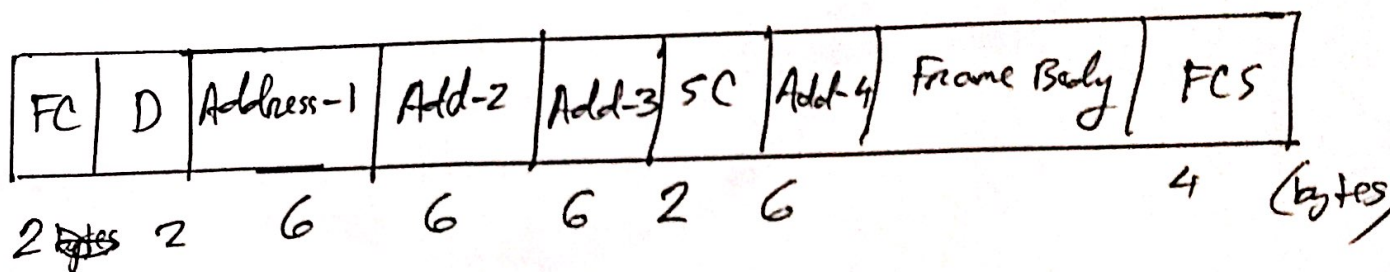 FC D Address-1 Add-2 Add-3 SC Add-4 Frame Body FCS
2 2 6 6 6 2 6 4 (bytes)